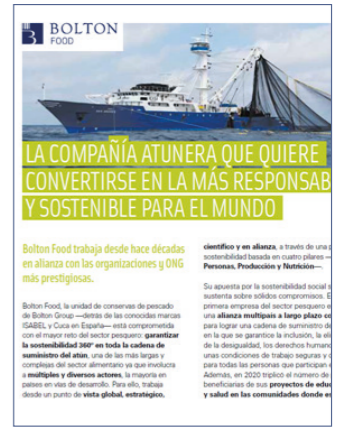 BOLTON
FOOD
LA COMPAÑÍA ATUNERA QUE QUIERE
CONVERTIRSE EN LA MÁS RESPONSAB
Y SOSTENIBLE PARA EL MUNDO
Bolton Food trabaja desde hace décadas
en alianza con las organizaciones y ONG
más prestigiosas.
Bolton Food, la unidad de conservas de pescado
de Bolton Group —detrás de las conocidas marcas
ISABEL y Cuca en España— está comprometida
con el mayor reto del sector pesquero: garantizar
la sostenibilidad 360º en toda la cadena de
suministro del atún, una de las más largas y
complejas del sector alimentario ya que involucra
a múltiples y diversos actores, la mayoría en
países en vías de desarrollo. Para ello, trabaja
desde un punto de vista global, estratégico,
científico y en alianza, a través de una
sostenibilidad basada en cuatro pilares —
Personas, Producción y Nutrición—.
Su apuesta por la sostenibilidad social s
sustenta sobre sólidos compromisos. E
primera empresa del sector pesquero e
una alianza multipaís a largo plazo co
para lograr una cadena de suministro de
en la que se garantice la inclusión, la eli
de la desigualdad, los derechos human
unas condiciones de trabajo seguras y
para todas las personas que participan
Además, en 2020 triplicó el número de
beneficiarias de sus proyectos de educ
y salud en las comunidades donde es